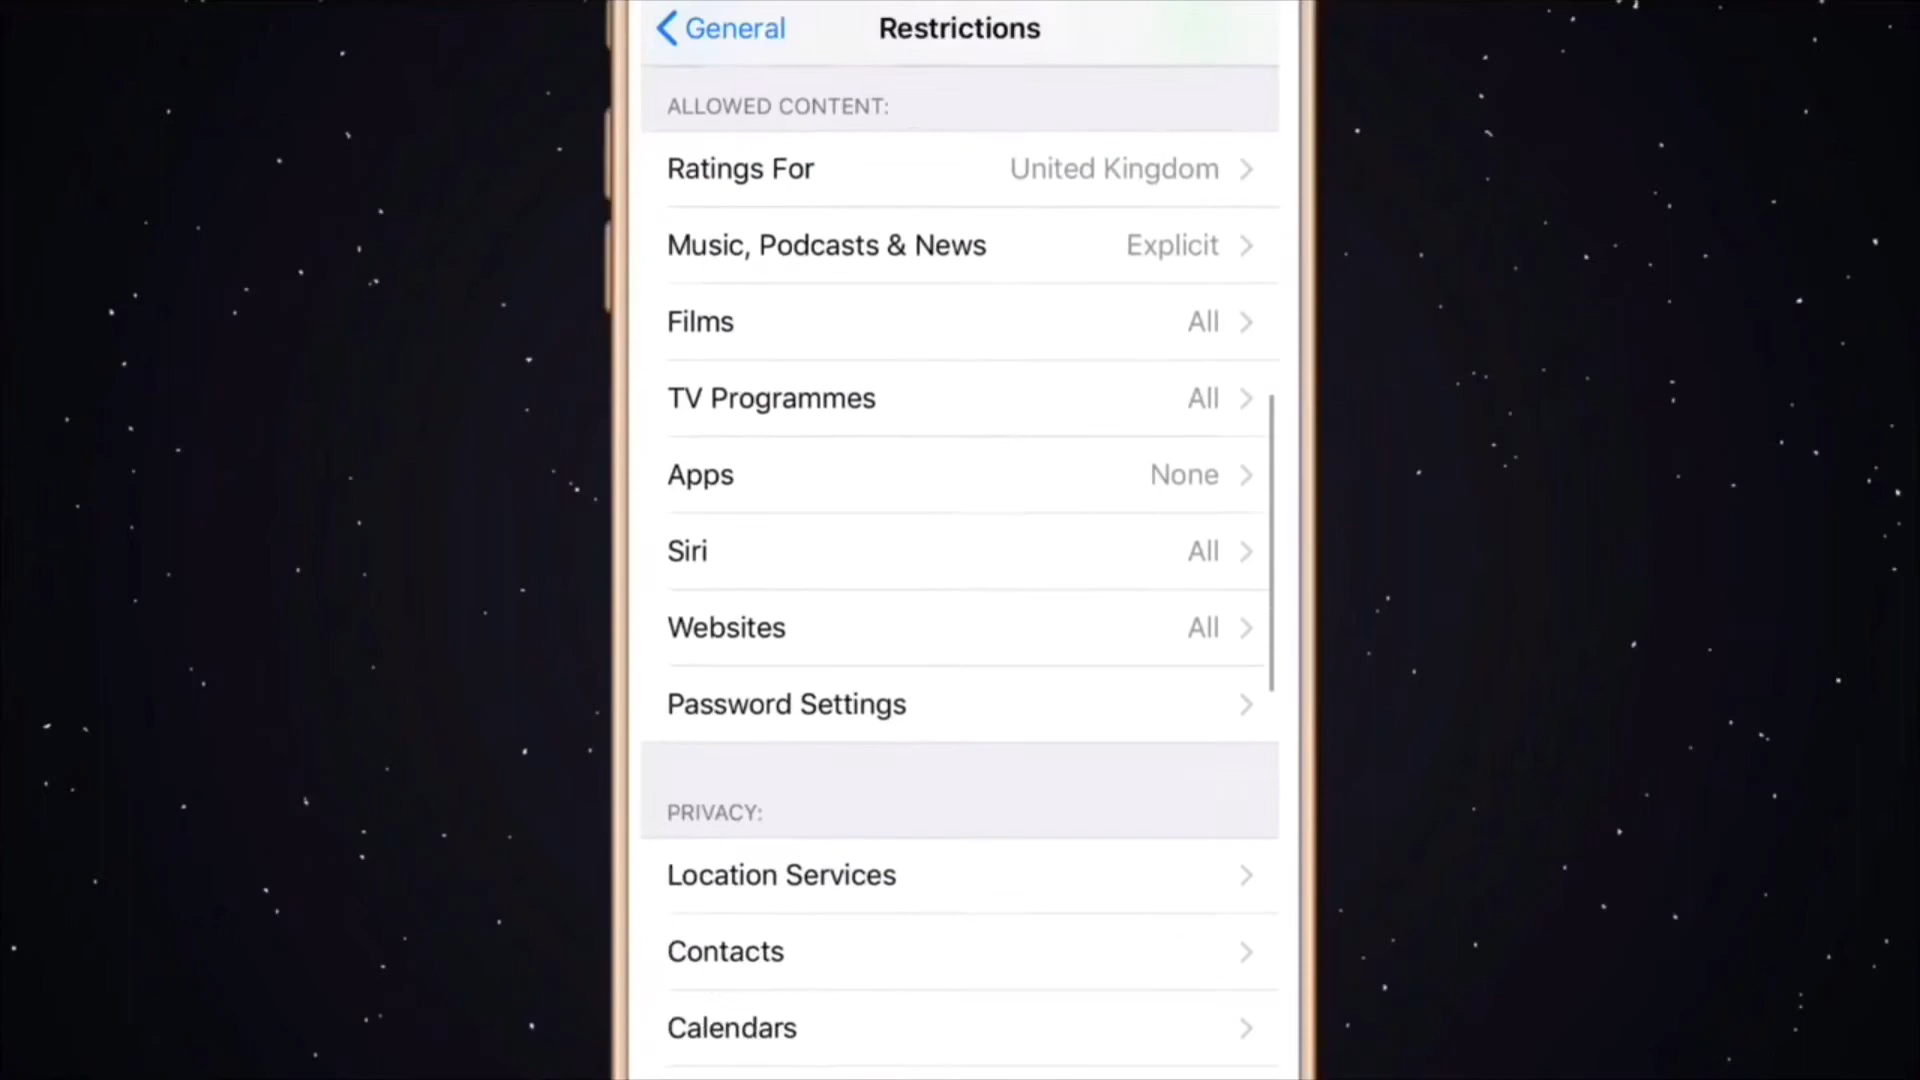 General Restrictions
ALLOWED CONTENT:
Ratings For United Kingdom
Music, Podcasts & News Explicit
Films All
TV Programmes All
Apps None
Siri All
Websites All
Password Settings
PRIVACY:
Location Services
Contacts
Calendars